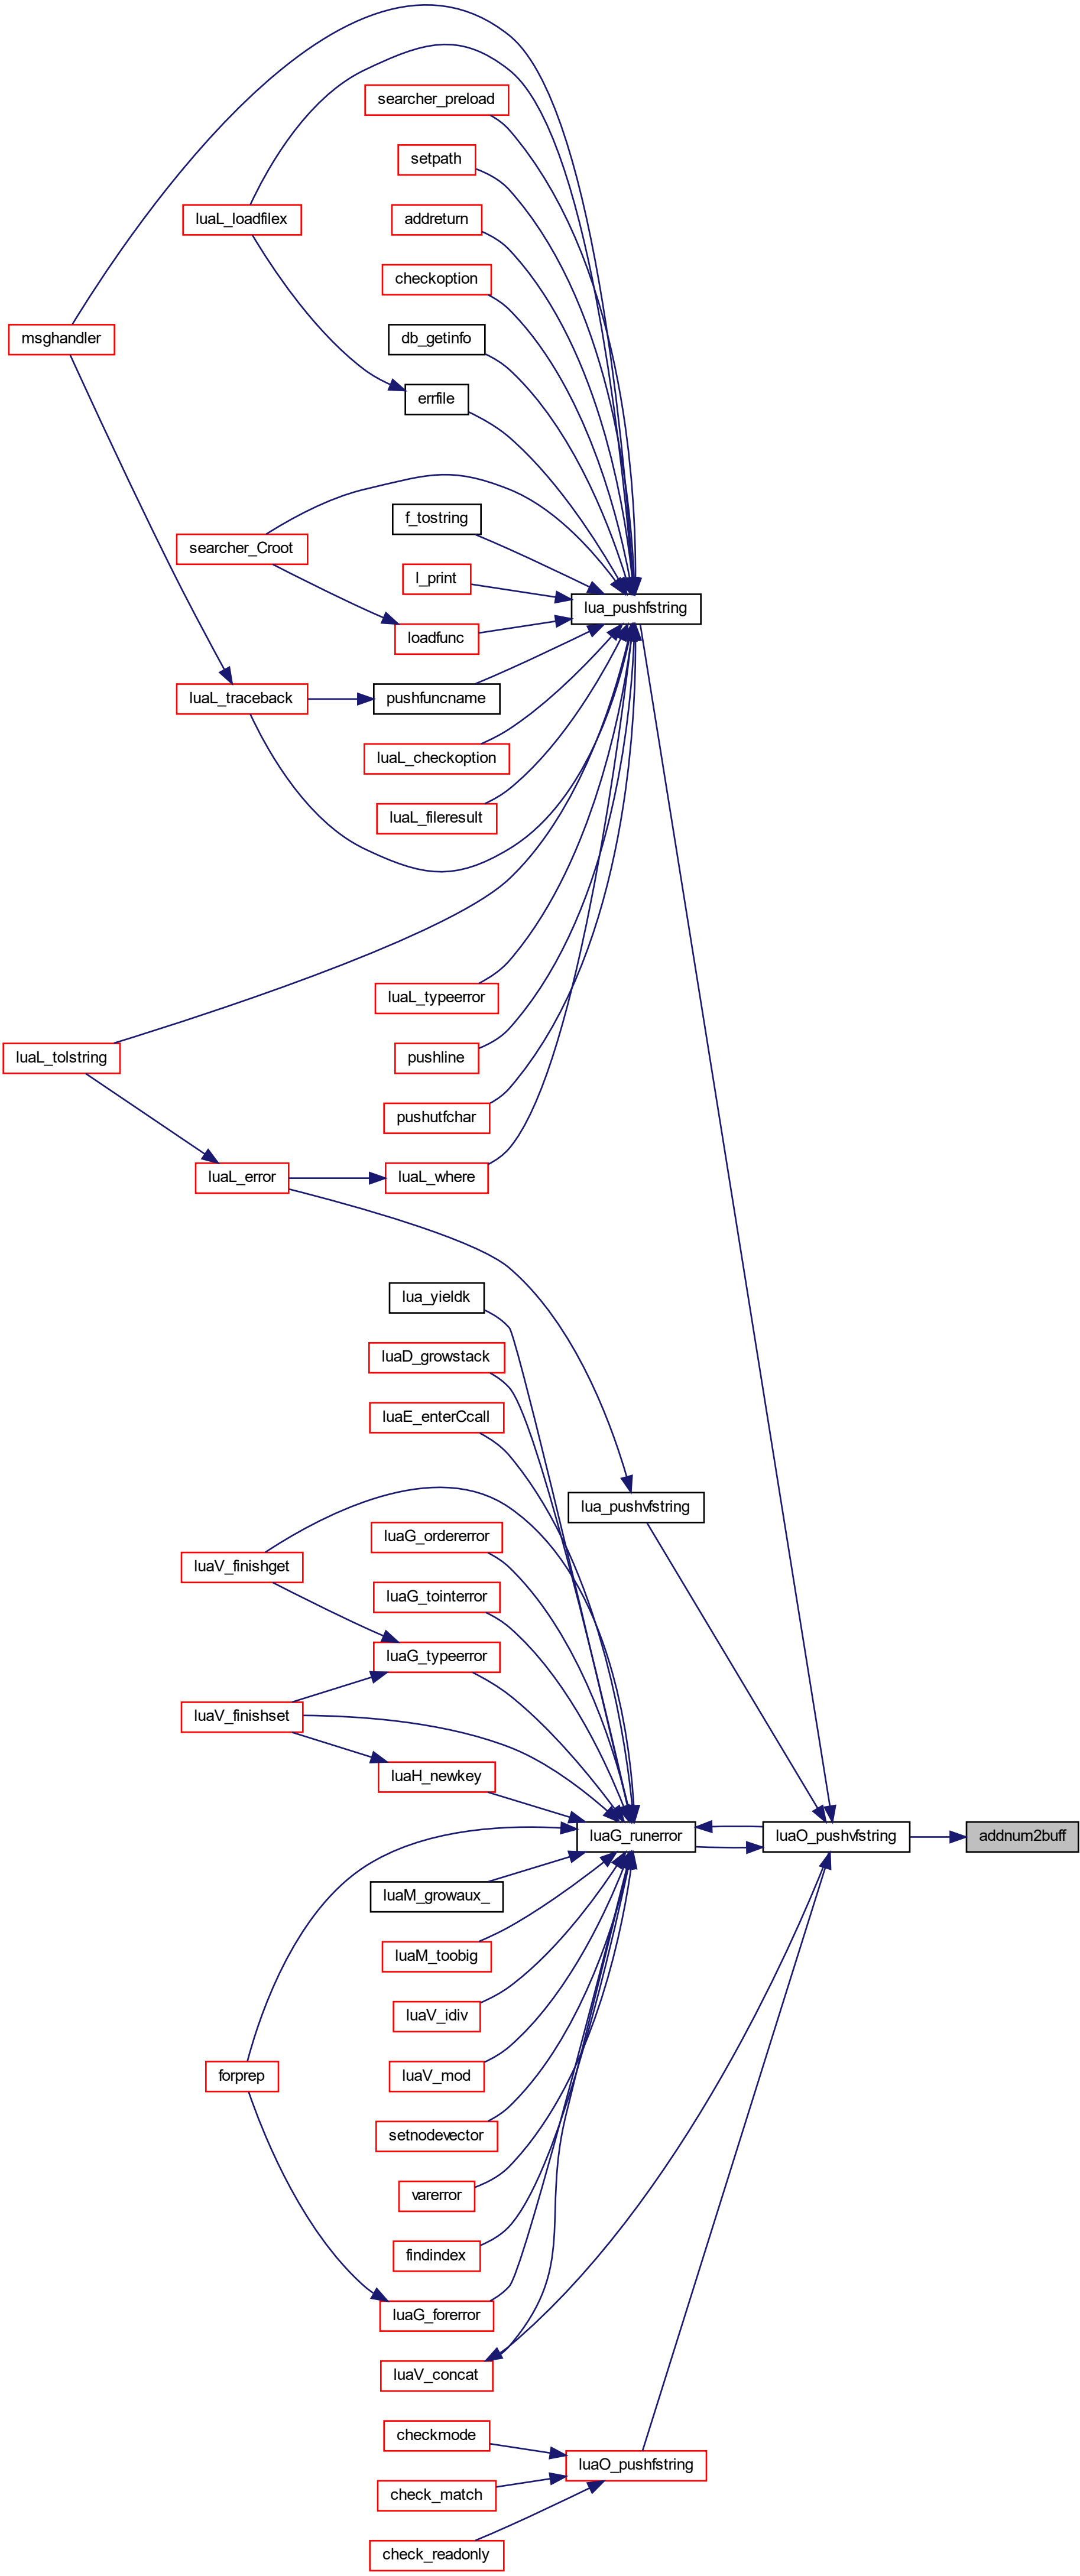 searcher_preload
setpath
luaL_loadfilex
addreturn
checkoption
msghandler
db_getinfo
errfile
f_tostring
searcher_Croot
l_print
lua_pushfstring
loadfunc
luaL_traceback
pushfuncname
luaL_checkoption
luaL_fileresult
luaL_typeerror
luaL_tolstring
pushline
pushutfchar
luaL_error
luaL_where
lua_yieldk
luaD_growstack
luaE_enterCcall
lua_pushvfstring
luaG_ordererror
luaV_finishget
luaG_tointerror
luaG_typeerror
luaV_finishset
luaH_newkey
luaG_runerror
luaO_pushvfstring
addnum2buff
luaM_growaux_
luaM_toobig
luaV_idiv
forprep
luaV_mod
setnodevector
varerror
findindex
luaG_forerror
luaV_concat
checkmode
luaO_pushfstring
check_match
check_readonly